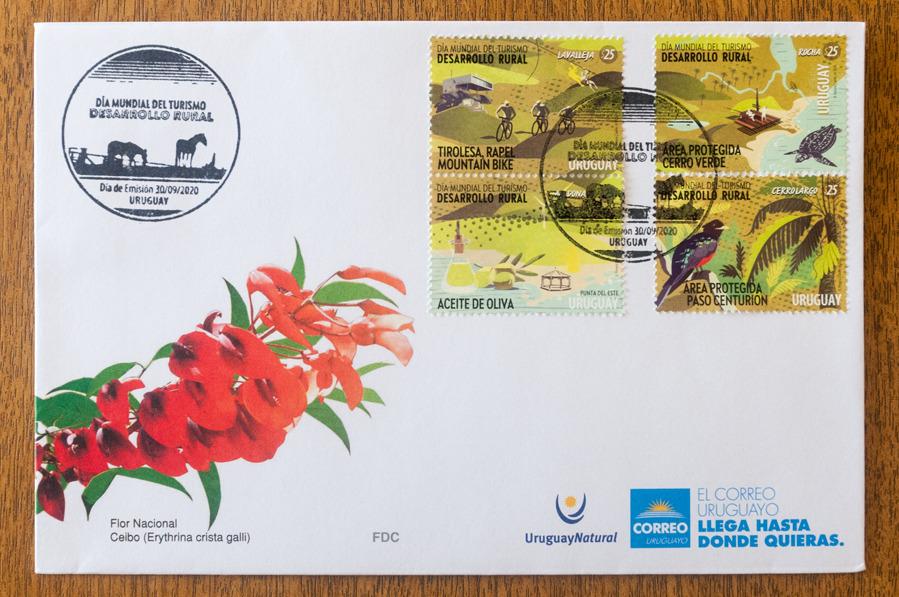 DÍA MUNDIAL DEL TURISMO
DESARROLLO RURAL
Día de Emisión 30/09/2020
URUGUAY
DÍA MUNDIAL DEL TURISMO
DESARROLLO RURAL
LAVALLEJA
$25
TIROLESA, RAPEL
MOUNTAIN BIKE
DÍA MUNDIAL DEL TURISMO
DESARROLLO RURAL
ROCHA
$25
URUGUAY
ÁREA PROTEGIDA
CERRO VERDE
DÍA MUNDIAL DEL TURISMO
DESARROLLO RURAL
PUNTA DEL ESTE
ACEITE DE OLIVA
URUGUAY
MUNDIAL DEL TURISMO
DESARROLLO RURAL
CERRO LARGO
$25
ÁREA PROTEGIDA
PASO CENTURIÓN
URUGUAY
DÍA MUNDIAL DEL
DESARROLLO
Día de Emisión 30/09/2020
URUGUAY
Flor Nacional
Ceibo (Erythrina crista galli)
FDC
UruguayNatural
CORREO
URUGUAYO
EL CORREO
URUGUAYO
LLEGA HASTA
DONDE QUIERAS.